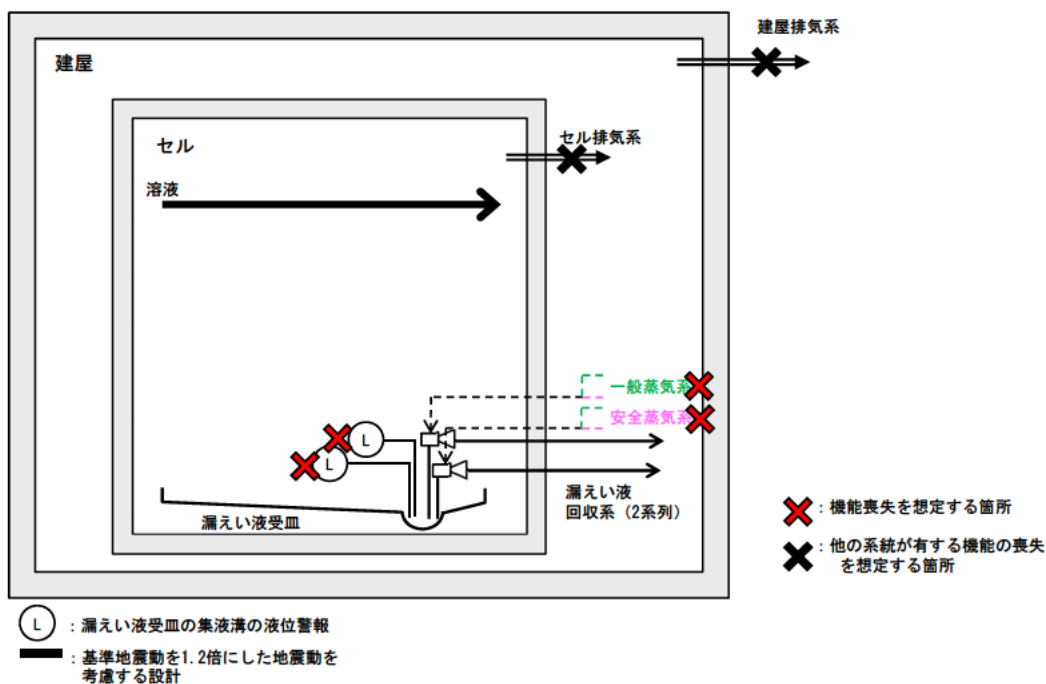 建屋排気系
建屋
セル
セル排気系
溶液
一般蒸気系
安全蒸気系
L
L
漏えい液受皿
漏えい液
回収系（2系列）
：機能喪失を想定する箇所
：他の系統が有する機能の喪失
を想定する箇所
L
：漏えい液受皿の集液溝の液位警報
：基準地震動を1.2倍にした地震動を
考慮する設計